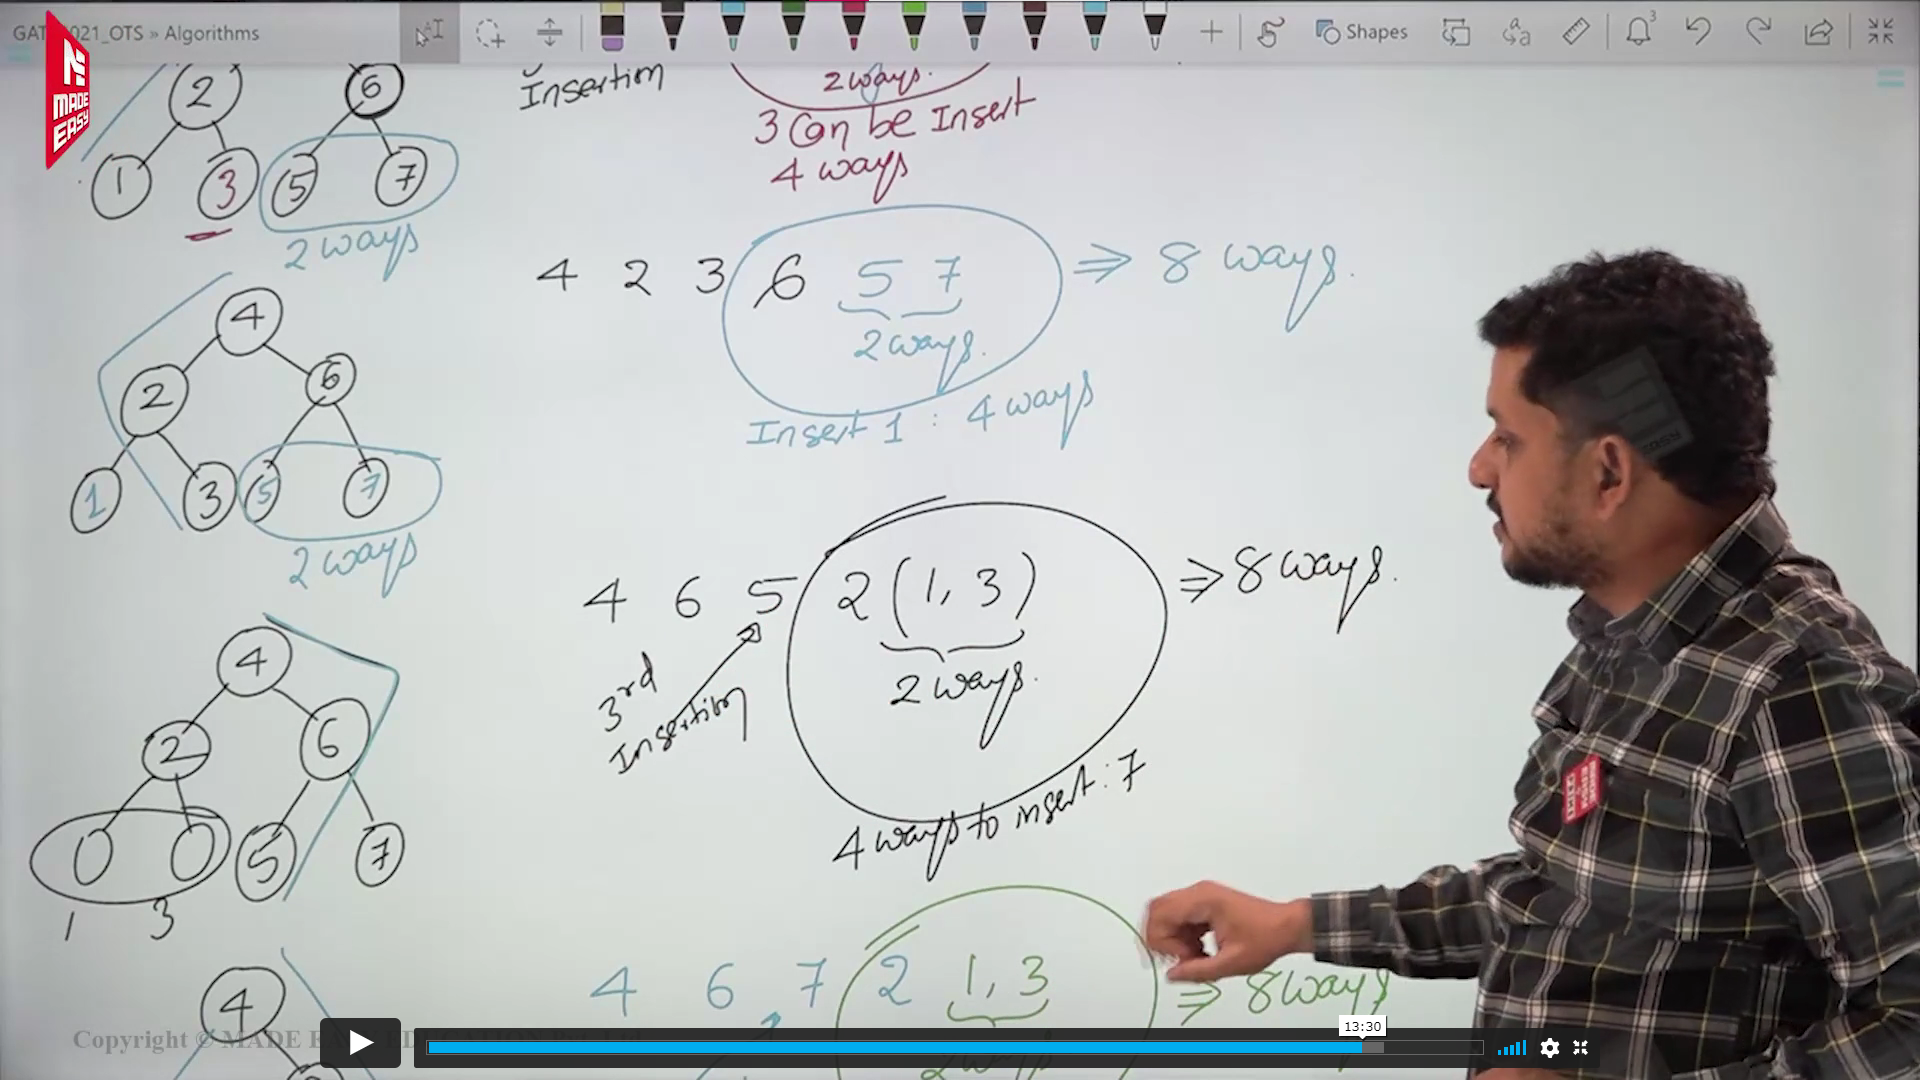 GATE 2021_OTS » Algorithms
Shapes
3
MADE EASY
2 6
1 3 5 7
2 ways
Insertion
2 ways.
3 Can be Insert
4 ways
4 2 3 6 5 7 ⇒ 8 ways.
2 ways.
Insert 1 : 4 ways
4
2 6
1 3 5 7
2 ways
4 6 5 2 (1, 3) ⇒ 8 ways.
2 ways.
3rd Insertion
4 ways to insert : 7
4
2 6
5 7
1 3
4 6 7 2 1, 3 ⇒ 8 ways
2 ways
4
Copyright © MADE
13:30